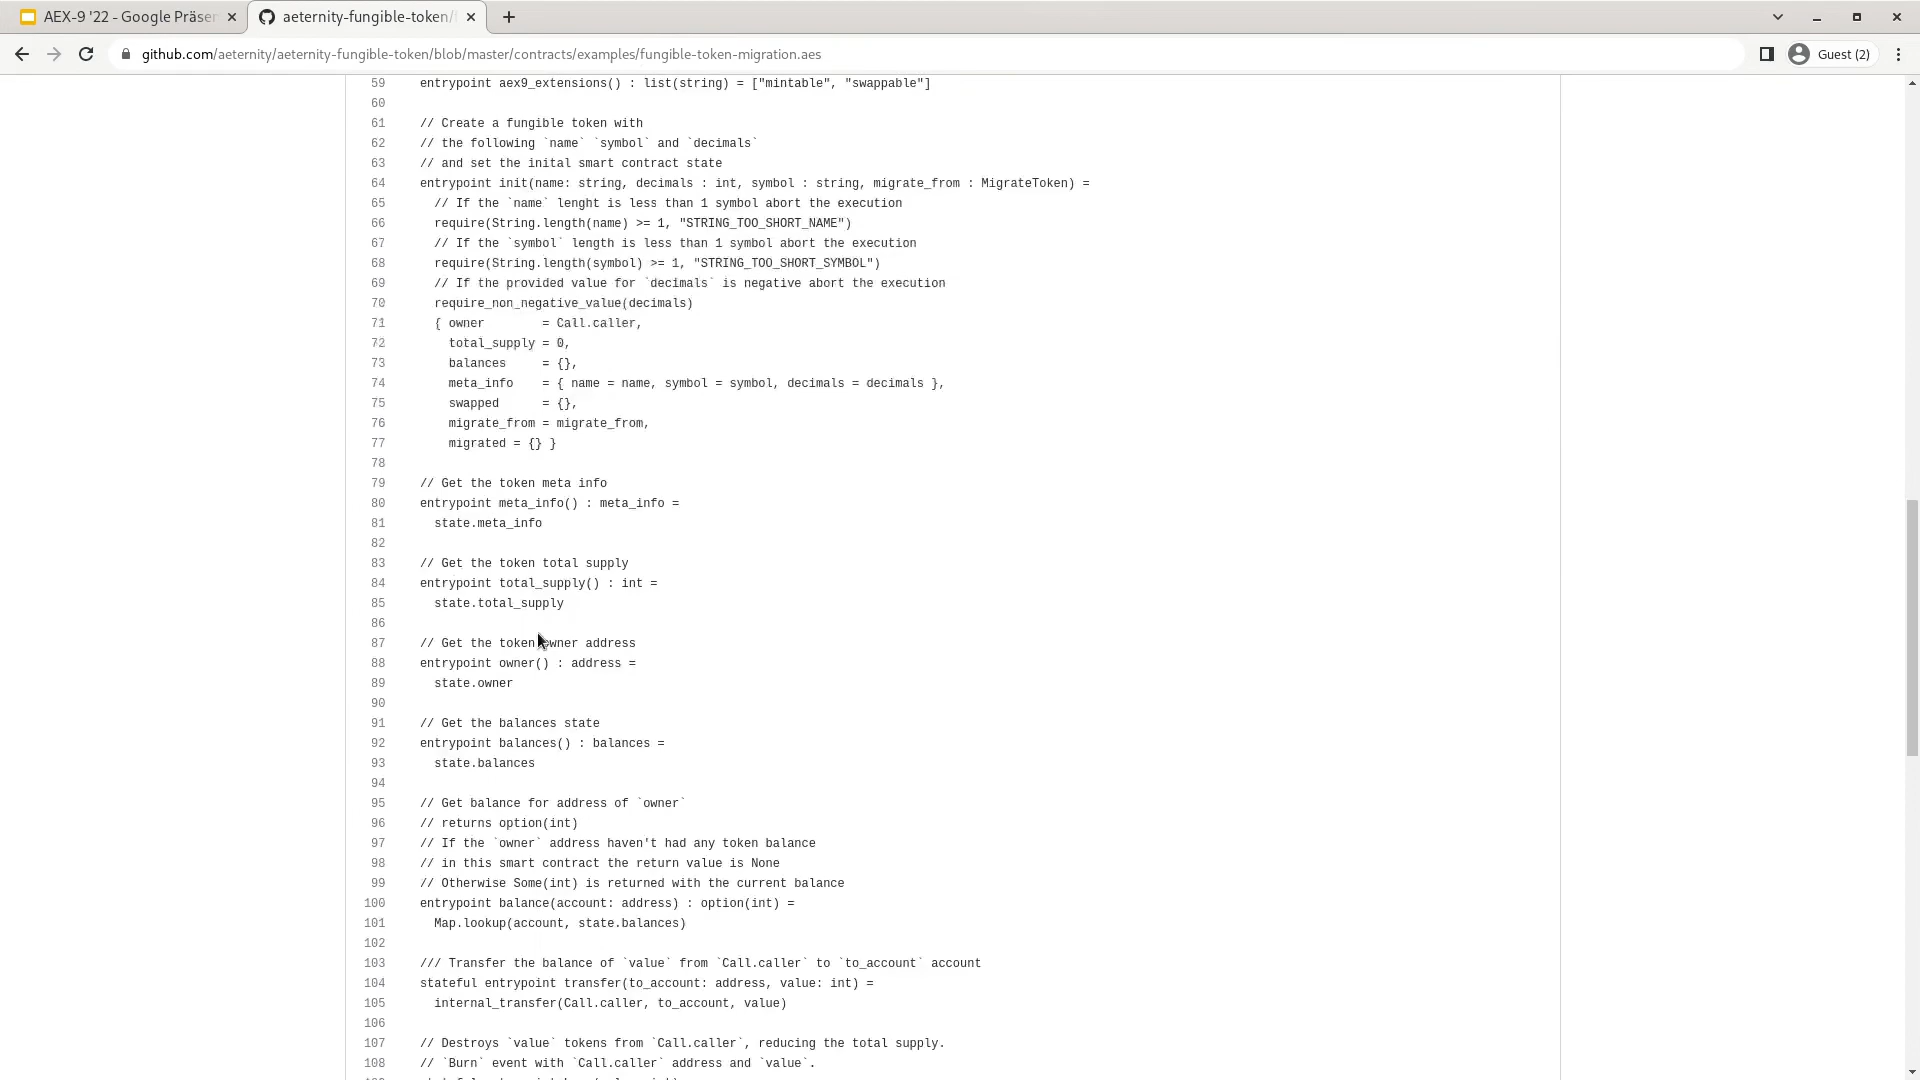 AEX-9 '22 - Google Präsen
aeternity-fungible-token/
github.com/aeternity/aeternity-fungible-token/blob/master/contracts/examples/fungible-token-migration.aes
Guest (2)
59 entrypoint aex9_extensions() : list(string) = ["mintable", "swappable"]
60
61 // Create a fungible token with
62 // the following `name` `symbol` and `decimals`
63 // and set the inital smart contract state
64 entrypoint init(name: string, decimals : int, symbol : string, migrate_from : MigrateToken) =
65 // If the `name` lenght is less than 1 symbol abort the execution
66 require(String.length(name) >= 1, "STRING_TOO_SHORT_NAME")
67 // If the `symbol` length is less than 1 symbol abort the execution
68 require(String.length(symbol) >= 1, "STRING_TOO_SHORT_SYMBOL")
69 // If the provided value for `decimals` is negative abort the execution
70 require_non_negative_value(decimals)
71 { owner = Call.caller,
72 total_supply = 0,
73 balances = {},
74 meta_info = { name = name, symbol = symbol, decimals = decimals },
75 swapped = {},
76 migrate_from = migrate_from,
77 migrated = {} }
78
79 // Get the token meta info
80 entrypoint meta_info() : meta_info =
81 state.meta_info
82
83 // Get the token total supply
84 entrypoint total_supply() : int =
85 state.total_supply
86
87 // Get the token owner address
88 entrypoint owner() : address =
89 state.owner
90
91 // Get the balances state
92 entrypoint balances() : balances =
93 state.balances
94
95 // Get balance for address of `owner`
96 // returns option(int)
97 // If the `owner` address haven't had any token balance
98 // in this smart contract the return value is None
99 // Otherwise Some(int) is returned with the current balance
100 entrypoint balance(account: address) : option(int) =
101 Map.lookup(account, state.balances)
102
103 /// Transfer the balance of `value` from `Call.caller` to `to_account` account
104 stateful entrypoint transfer(to_account: address, value: int) =
105 internal_transfer(Call.caller, to_account, value)
106
107 // Destroys `value` tokens from `Call.caller`, reducing the total supply.
108 // `Burn` event with `Call.caller` address and `value`.